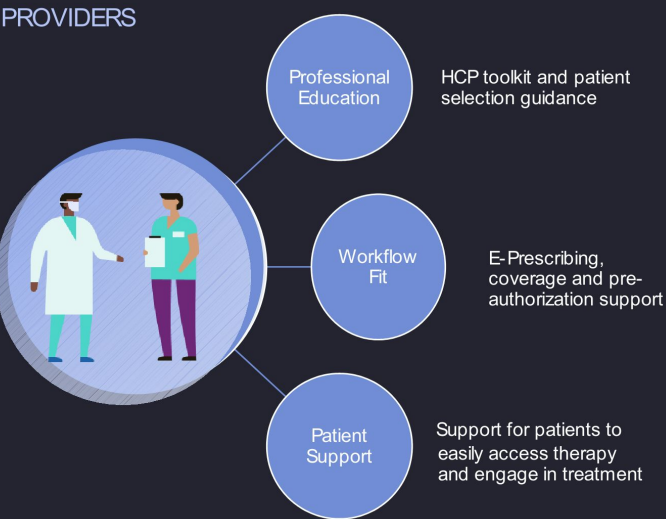 PROVIDERS
Professional
Education
HCP toolkit and patient
selection guidance
Workflow
Fit
E-Prescribing,
coverage and pre-
authorization support
Patient
Support
Support for patients to
easily access therapy
and engage in treatment